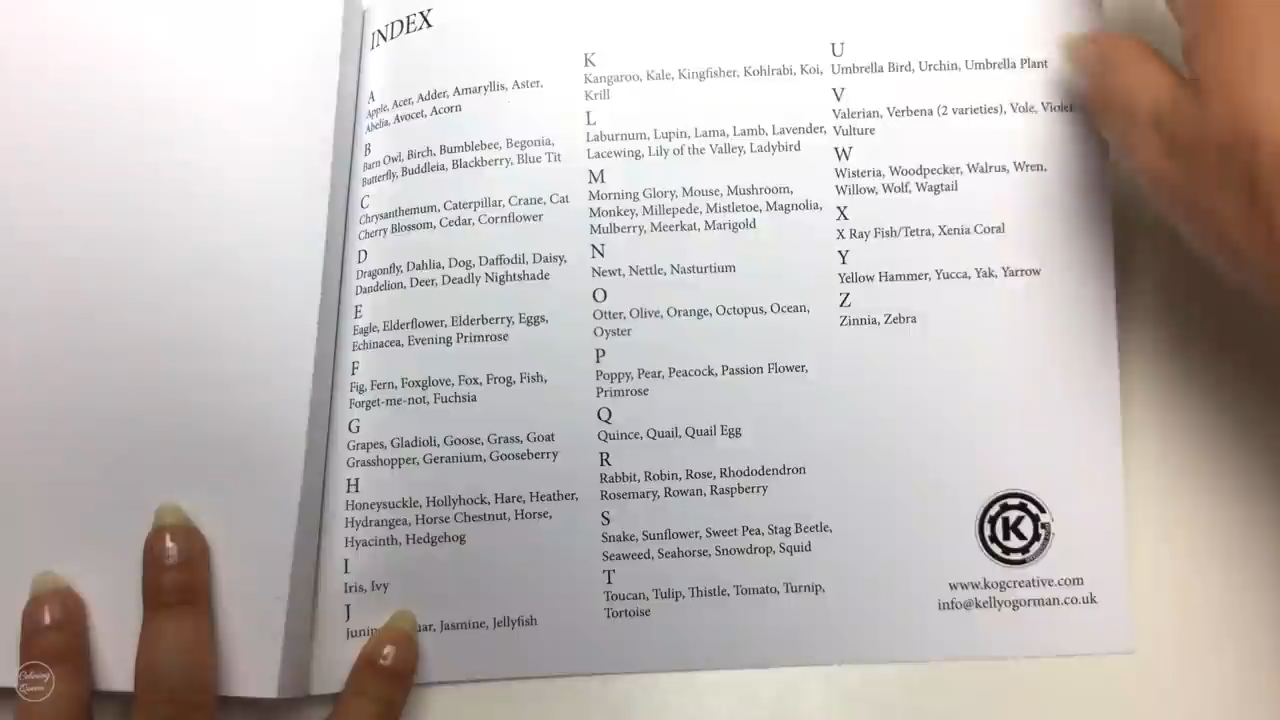 INDEX
A
Apple, Acer, Adder, Amaryllis, Aster,
Abelia, Avocet, Acorn
B
Barn Owl, Birch, Bumblebee, Begonia,
Butterfly, Buddleia, Blackberry, Blue Tit
C
Chrysanthemum, Caterpillar, Crane, Cat
Cherry Blossom, Cedar, Cornflower
D
Dragonfly, Dahlia, Dog, Daffodil, Daisy,
Dandelion, Deer, Deadly Nightshade
E
Eagle, Elderflower, Elderberry, Eggs,
Echinacea, Evening Primrose
F
Fig, Fern, Foxglove, Fox, Frog, Fish,
Forget-me-not, Fuchsia
G
Grapes, Gladioli, Goose, Grass, Goat
Grasshopper, Geranium, Gooseberry
H
Honeysuckle, Hollyhock, Hare, Heather,
Hydrangea, Horse Chestnut, Horse,
Hyacinth, Hedgehog
I
Iris, Ivy
J
Jasmine, Jellyfish
K
Kangaroo, Kale, Kingfisher, Kohlrabi, Koi,
Krill
L
Laburnum, Lupin, Lama, Lamb, Lavender,
Lacewing, Lily of the Valley, Ladybird
M
Morning Glory, Mouse, Mushroom,
Monkey, Millepede, Mistletoe, Magnolia,
Mulberry, Meerkat, Marigold
N
Newt, Nettle, Nasturtium
O
Otter, Olive, Orange, Octopus, Ocean,
Oyster
P
Poppy, Pear, Peacock, Passion Flower,
Primrose
Q
Quince, Quail, Quail Egg
R
Rabbit, Robin, Rose, Rhododendron
Rosemary, Rowan, Raspberry
S
Snake, Sunflower, Sweet Pea, Stag Beetle,
Seaweed, Seahorse, Snowdrop, Squid
T
Toucan, Tulip, Thistle, Tomato, Turnip,
Tortoise
U
Umbrella Bird, Urchin, Umbrella Plant
V
Valerian, Verbena (2 varieties), Vole, Violet
Vulture
W
Wisteria, Woodpecker, Walrus, Wren,
Willow, Wolf, Wagtail
X
X Ray Fish/Tetra, Xenia Coral
Y
Yellow Hammer, Yucca, Yak, Yarrow
Z
Zinnia, Zebra
K
www.kogcreative.com
info@kellyogorman.co.uk
Coloring
Queen